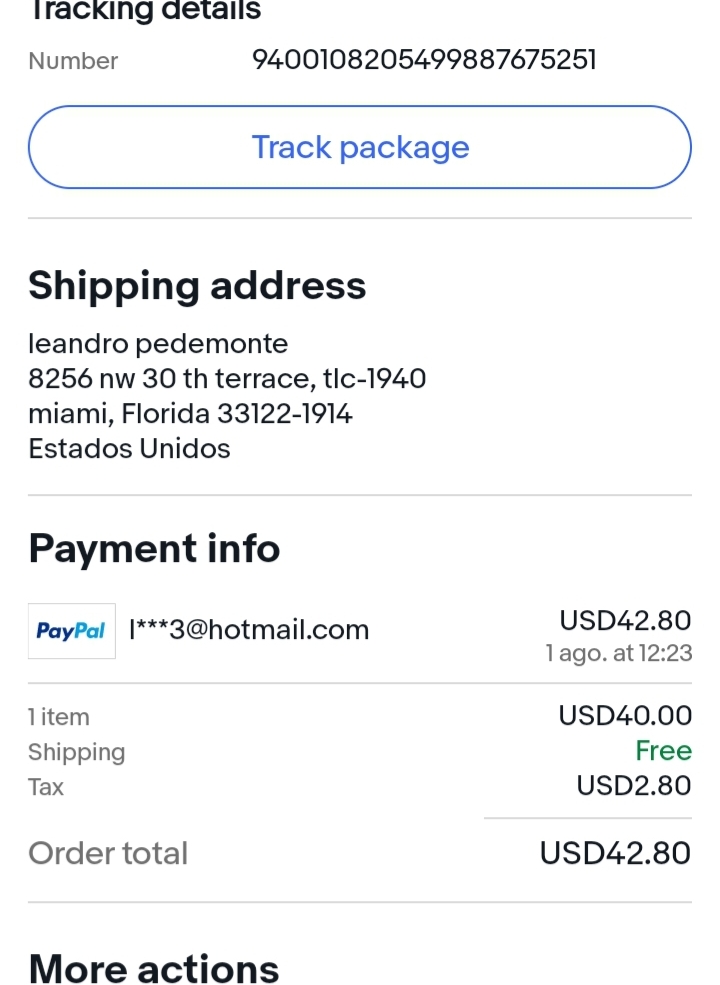 Tracking details
Number 9400108205499887675251
Track package
Shipping address
leandro pedemonte
8256 nw 30 th terrace, tlc-1940
miami, Florida 33122-1914
Estados Unidos
Payment info
PayPal l***3@hotmail.com USD42.80
1 ago. at 12:23
1 item USD40.00
Shipping Free
Tax USD2.80
Order total USD42.80
More actions